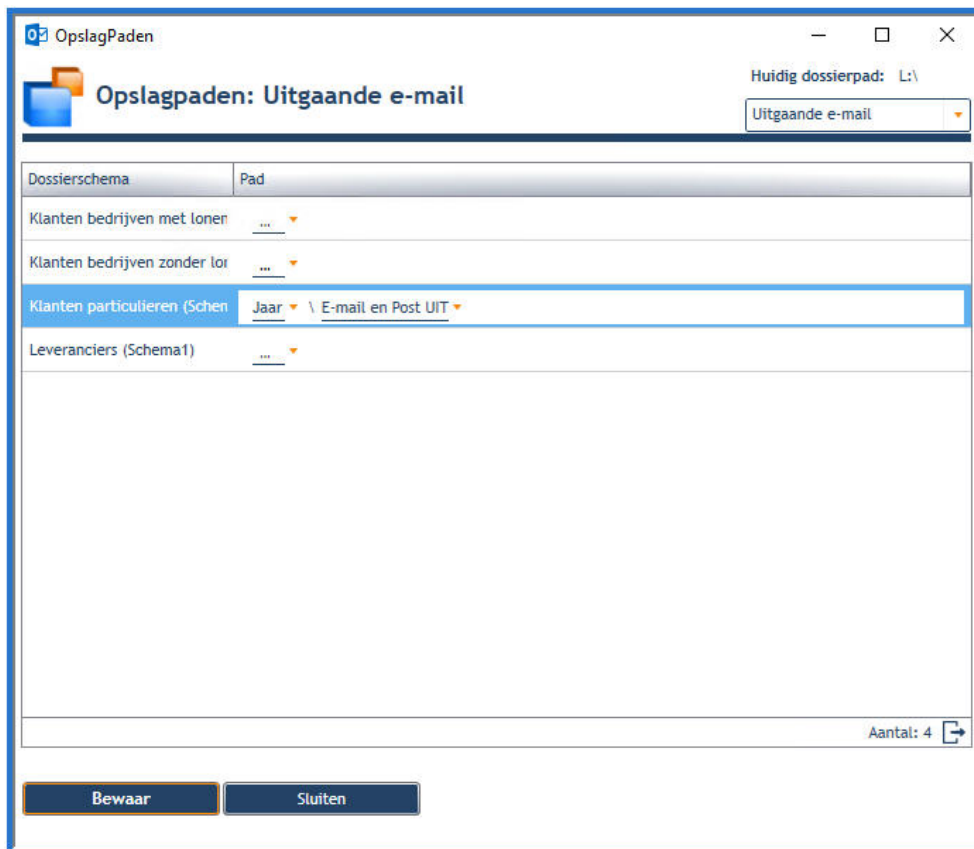 OpslagPaden
Huidig dossierpad: L:\
Opslagpaden: Uitgaande e-mail
Uitgaande e-mail
Dossierschema Pad
Klanten bedrijven met lonen ...
Klanten bedrijven zonder lor ...
Klanten particulieren (Schen Jaar \ E-mail en Post UIT
Leveranciers (Schema1) ...
Aantal: 4
Bewaar Sluiten